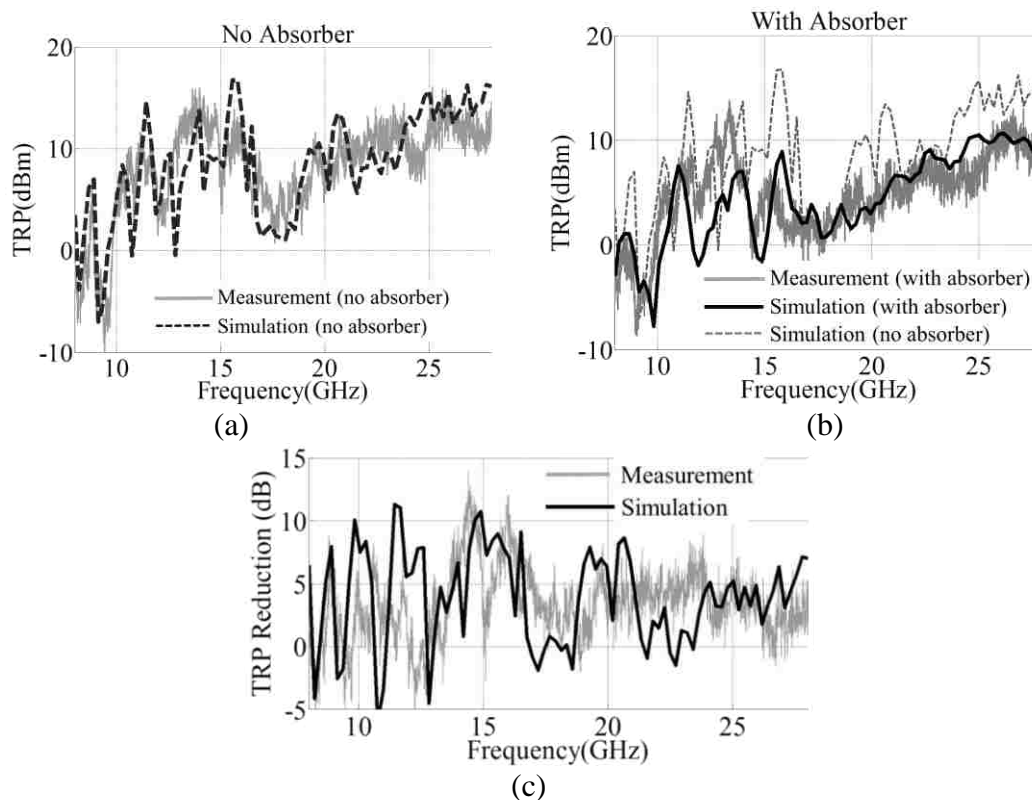 No Absorber
20
10
0
-10
TRP(dBm)
Measurement (no absorber)
Simulation (no absorber)
10 15 20 25
Frequency(GHz)
(a)
With Absorber
20
10
0
-10
TRP(dBm)
Measurement (with absorber)
Simulation (with absorber)
Simulation (no absorber)
10 15 20 25
Frequency(GHz)
(b)
15
10
5
0
-5
TRP Reduction (dB)
Measurement
Simulation
10 15 20 25
Frequency(GHz)
(c)